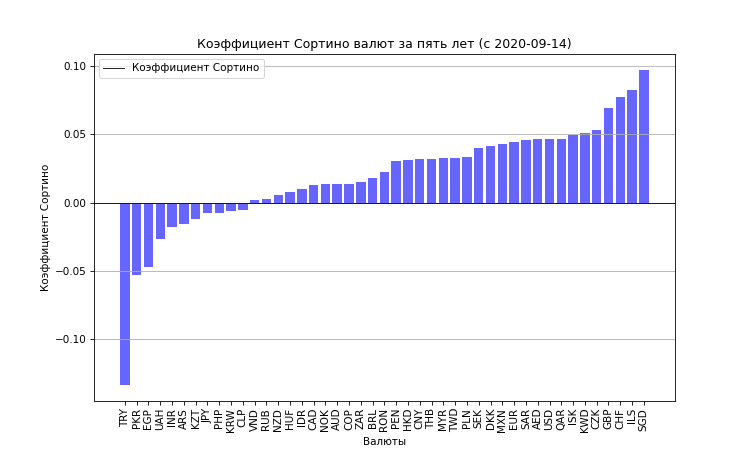 Коэффициент Сортино валют за пять лет (с 2020-09-14)
Коэффициент Сортино
0.10
0.05
0.00
−0.05
−0.10
Коэффициент Сортино
TRY PKR EGP UAH INR ARS KZT JPY PHP KRW CLP VND RUB NZD HUF IDR CAD NOK AUD COP ZAR BRL RON PEN HKD CNY THB MYR TWD PLN SEK DKK MXN EUR SAR AED USD QAR ISK KWD CZK GBP CHF ILS SGD
Валюты